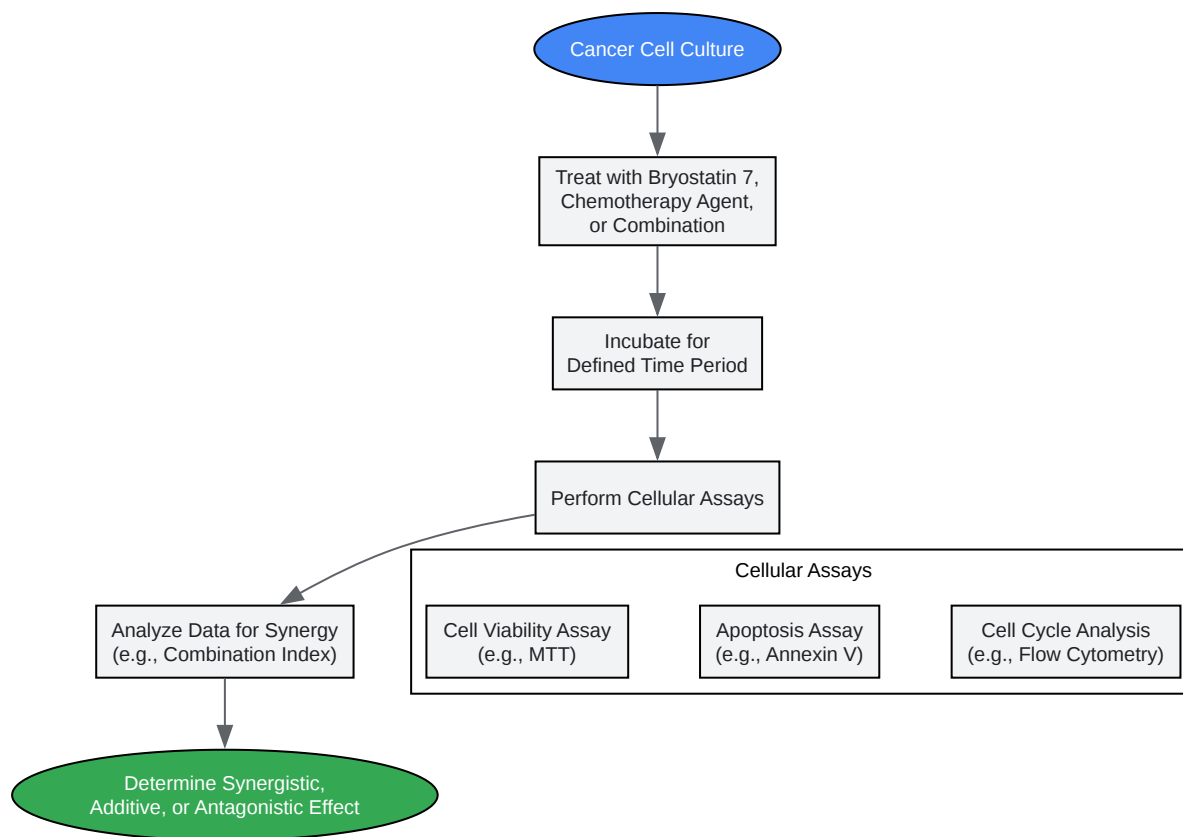 Cancer Cell Culture
Treat with Bryostatin 7,
Chemotherapy Agent,
or Combination
Incubate for
Defined Time Period
Perform Cellular Assays
Cellular Assays
Analyze Data for Synergy
(e.g., Combination Index)
Cell Viability Assay
(e.g., MTT)
Apoptosis Assay
(e.g., Annexin V)
Cell Cycle Analysis
(e.g., Flow Cytometry)
Determine Synergistic,
Additive, or Antagonistic Effect